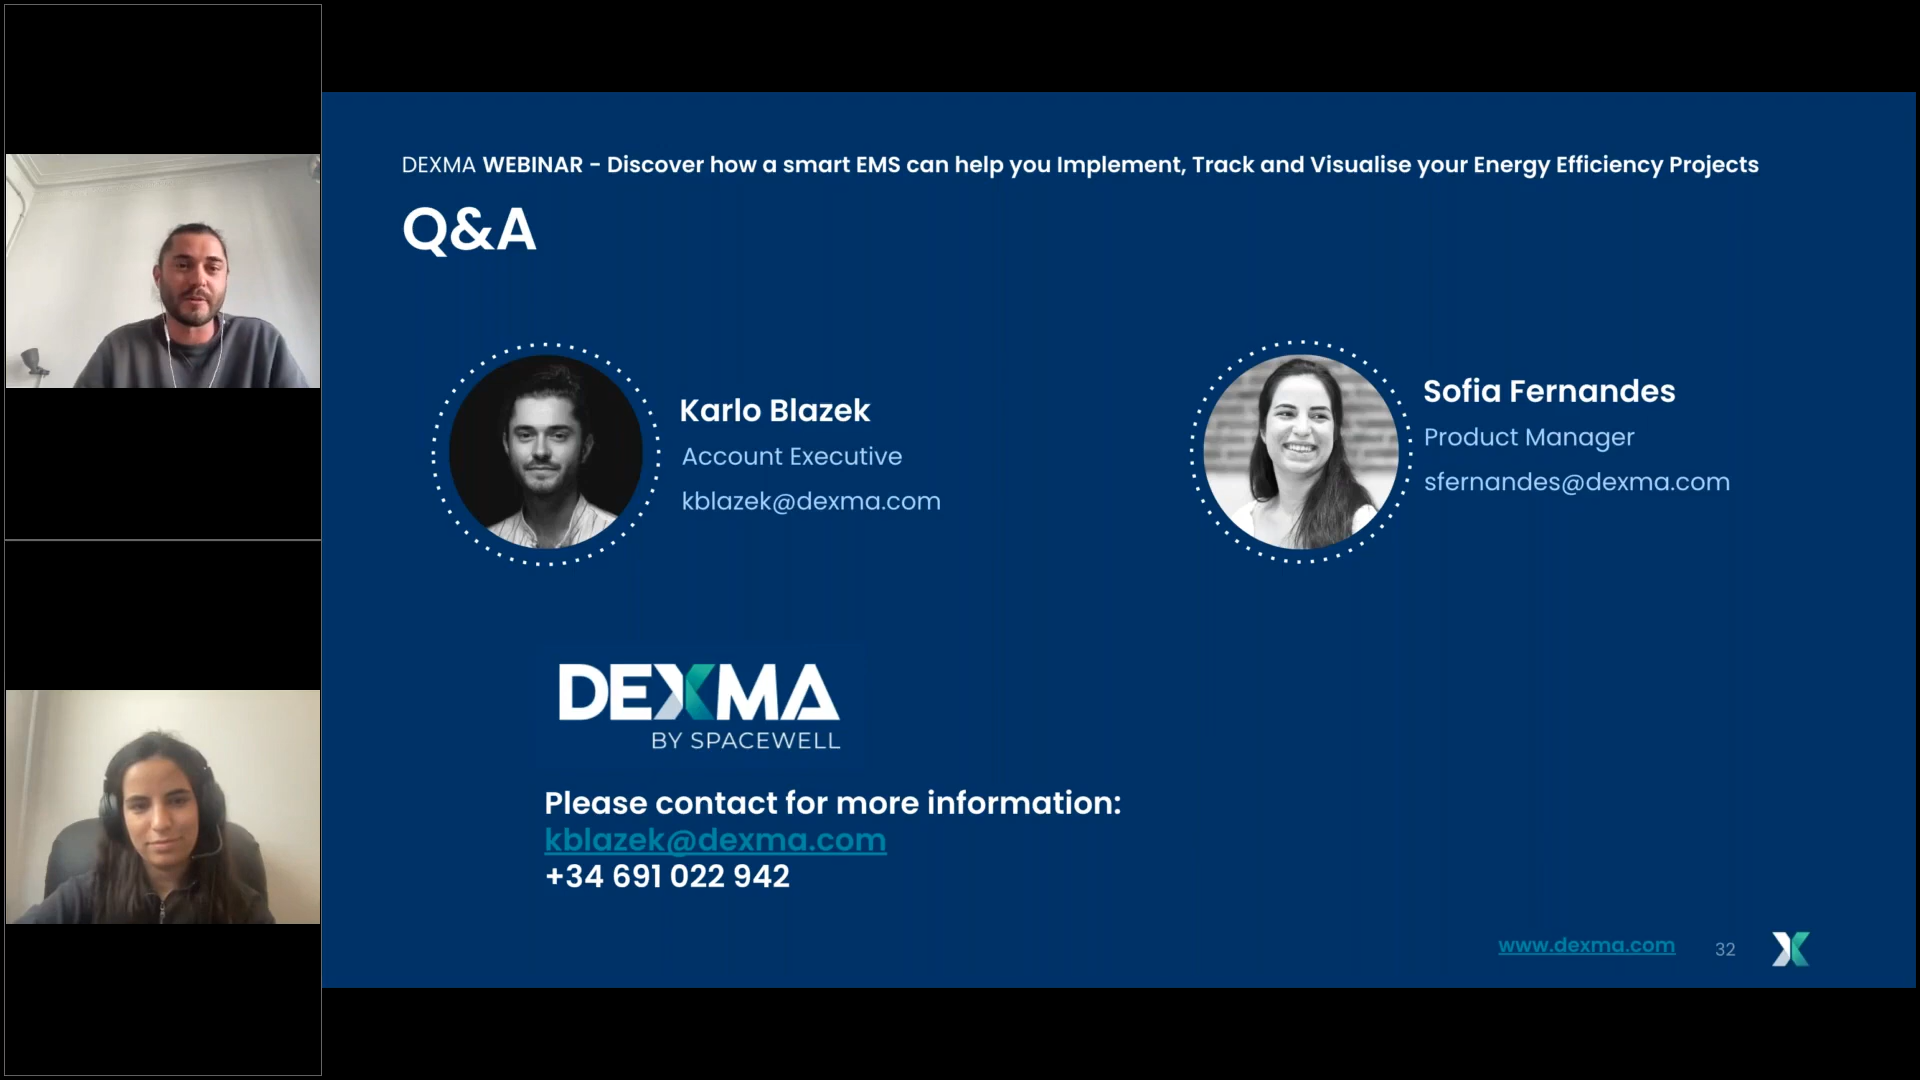 DEXMA WEBINAR - Discover how a smart EMS can help you Implement, Track and Visualise your Energy Efficiency Projects
Q&A
Karlo Blazek
Account Executive
kblazek@dexma.com
Sofia Fernandes
Product Manager
sfernandes@dexma.com
DEXMA
BY SPACEWELL
Please contact for more information:
kblazek@dexma.com
+34 691 022 942
www.dexma.com
32